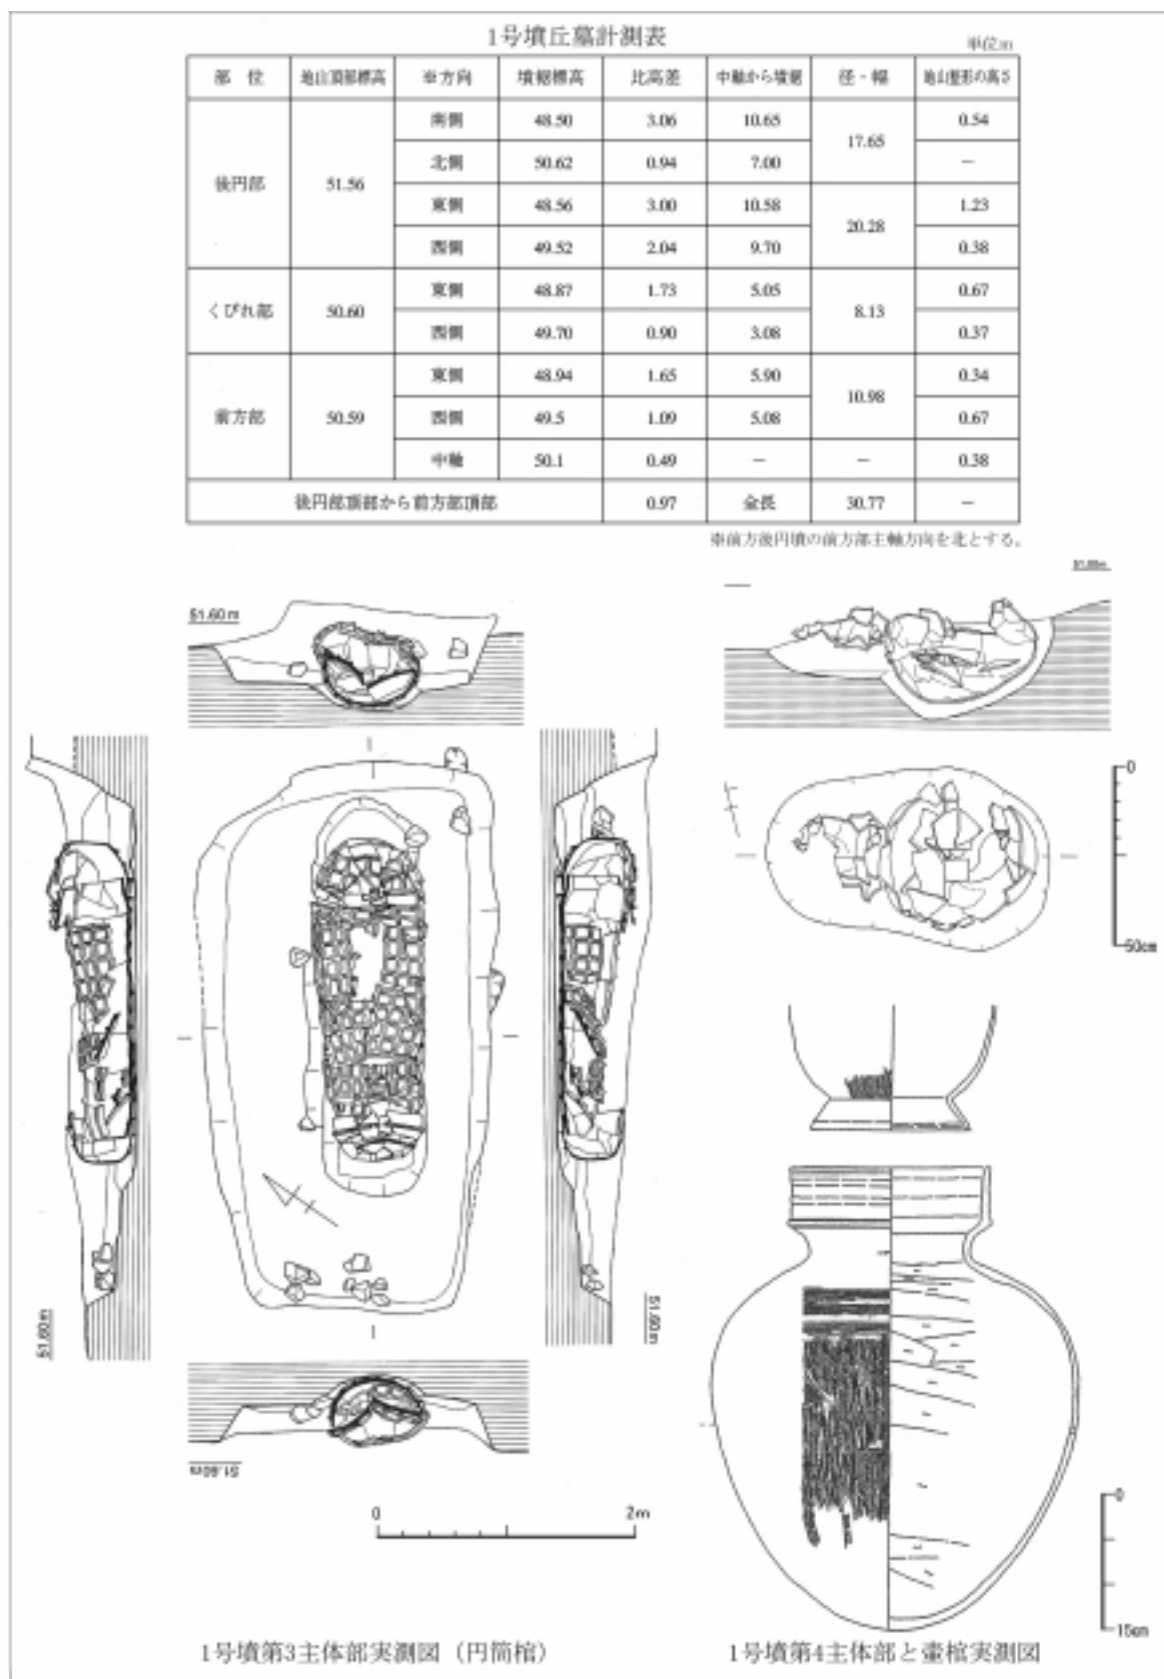 1号墳丘墓計測表
単位m
部 位 地山頂部標高 ※方向 墳裾標高 比高差 中軸から墳裾 径・幅 地山整形の高さ
後円部 51.56 南側 48.50 3.06 10.65 17.65 0.54
北側 50.62 0.94 7.00 －
東側 48.56 3.00 10.58 20.28 1.23
西側 49.52 2.04 9.70 0.38
くびれ部 50.60 東側 48.87 1.73 5.05 8.13 0.67
西側 49.70 0.90 3.08 0.37
前方部 50.59 東側 48.94 1.65 5.90 10.98 0.34
西側 49.5 1.09 5.08 0.67
中軸 50.1 0.49 － － 0.38
後円部頂部から前方部頂部 0.97 全長 30.77 －
※前方後円墳の前方部主軸方向を北とする。
51.60m
0
50cm
51.60m
51.60m
51.60m
0 2m
0
15cm
1号墳第3主体部実測図（円筒棺）
1号墳第4主体部と壷棺実測図